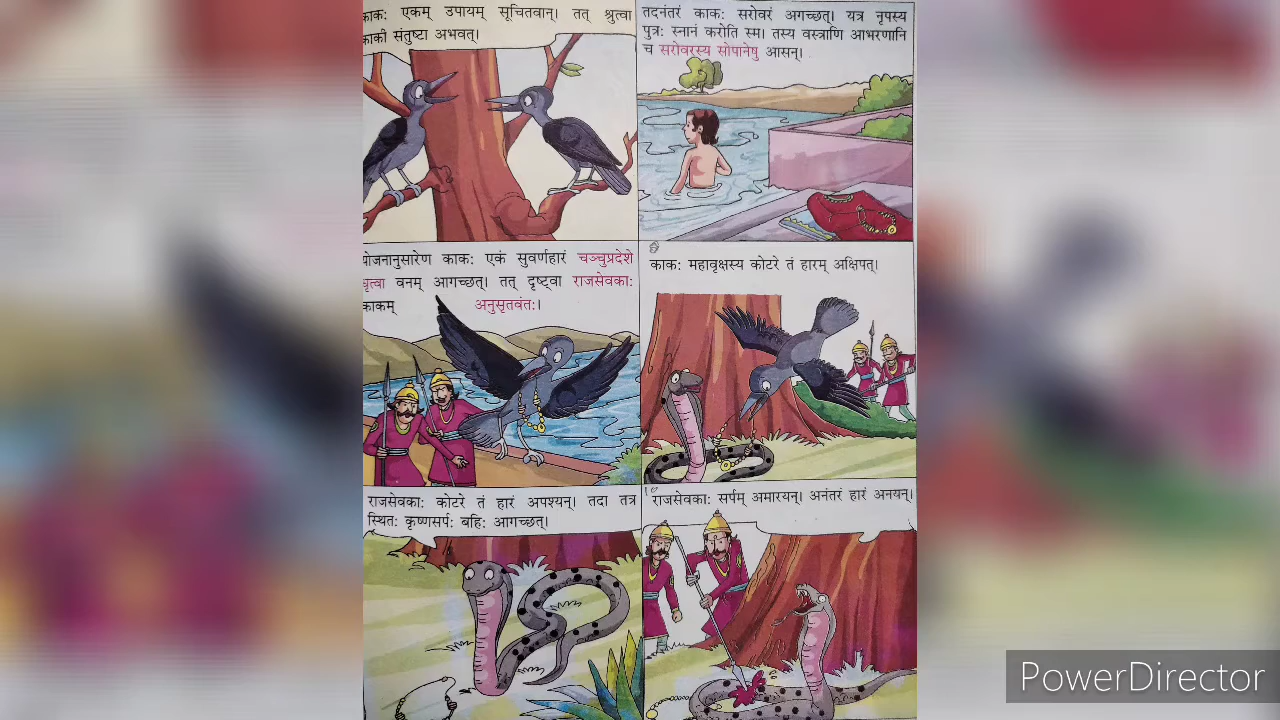 काकः एकम् उपायम् सूचितवान्। तत् श्रुत्वा
काकी संतुष्टा अभवत्।
तदनंतरं काकः सरोवरं अगच्छत्। यत्र नृपस्य
पुत्रः स्नानं करोति स्म। तस्य वस्त्राणि आभरणानि
च सरोवरस्य सोपानेषु आसन्।
योजनानुसारेण काकः एकं सुवर्णहारं चञ्चुप्रदेशे
धृत्वा वनम् आगच्छत्। तत् दृष्टवा राजसेवकाः
काकम् अनुसृतवंतः।
काकः महावृक्षस्य कोटरे तं हारम् अक्षिपत्।
राजसेवकाः कोटरे तं हारं अपश्यन्। तदा तत्र
स्थितः कृष्णसर्पः बहिः आगच्छत्।
राजसेवकाः सर्पम् अमारयन्। अनंतरं हारं अनयन्।
PowerDirector